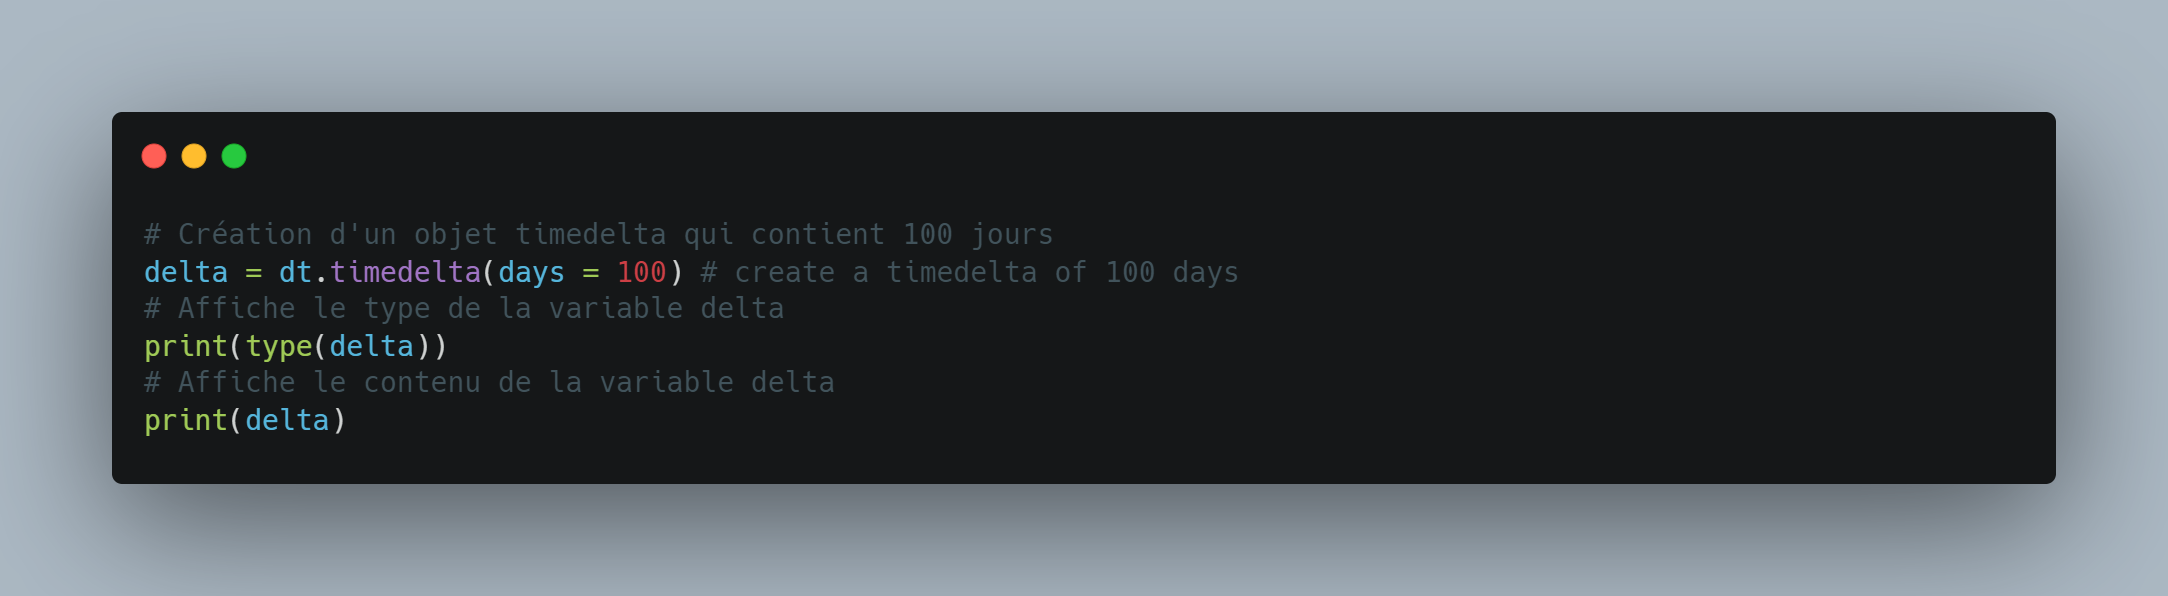 # Création d'un objet timedelta qui contient 100 jours
delta = dt.timedelta(days = 100) # create a timedelta of 100 days
# Affiche le type de la variable delta
print(type(delta))
# Affiche le contenu de la variable delta
print(delta)